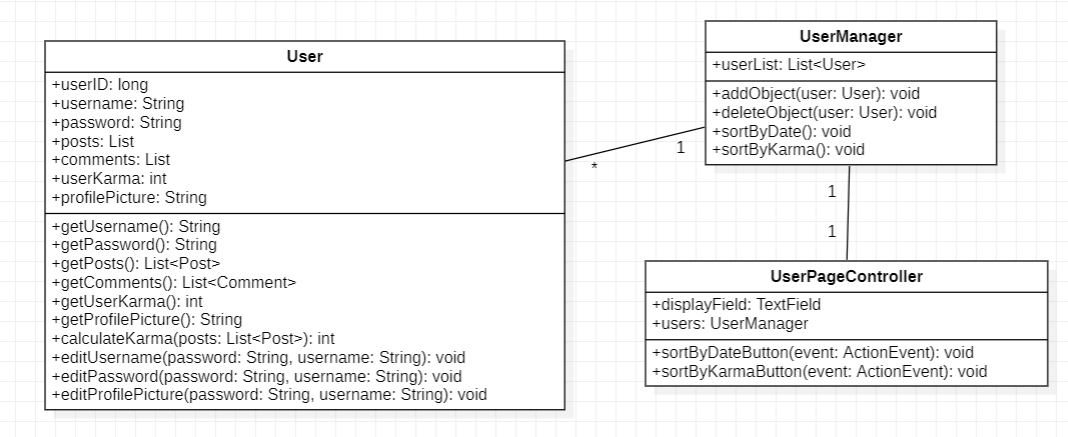 User
+userID: long
+username: String
+password: String
+posts: List
+comments: List
+userKarma: int
+profilePicture: String
+getUsername(): String
+getPassword(): String
+getPosts(): List<Post>
+getComments(): List<Comment>
+getUserKarma(): int
+getProfilePicture(): String
+calculateKarma(posts: List<Post>): int
+editUsername(password: String, username: String): void
+editPassword(password: String, username: String): void
+editProfilePicture(password: String, username: String): void
*
1
UserManager
+userList: List<User>
+addObject(user: User): void
+deleteObject(user: User): void
+sortByDate(): void
+sortByKarma(): void
1
1
UserPageController
+displayField: TextField
+users: UserManager
+sortByDateButton(event: ActionEvent): void
+sortByKarmaButton(event: ActionEvent): void